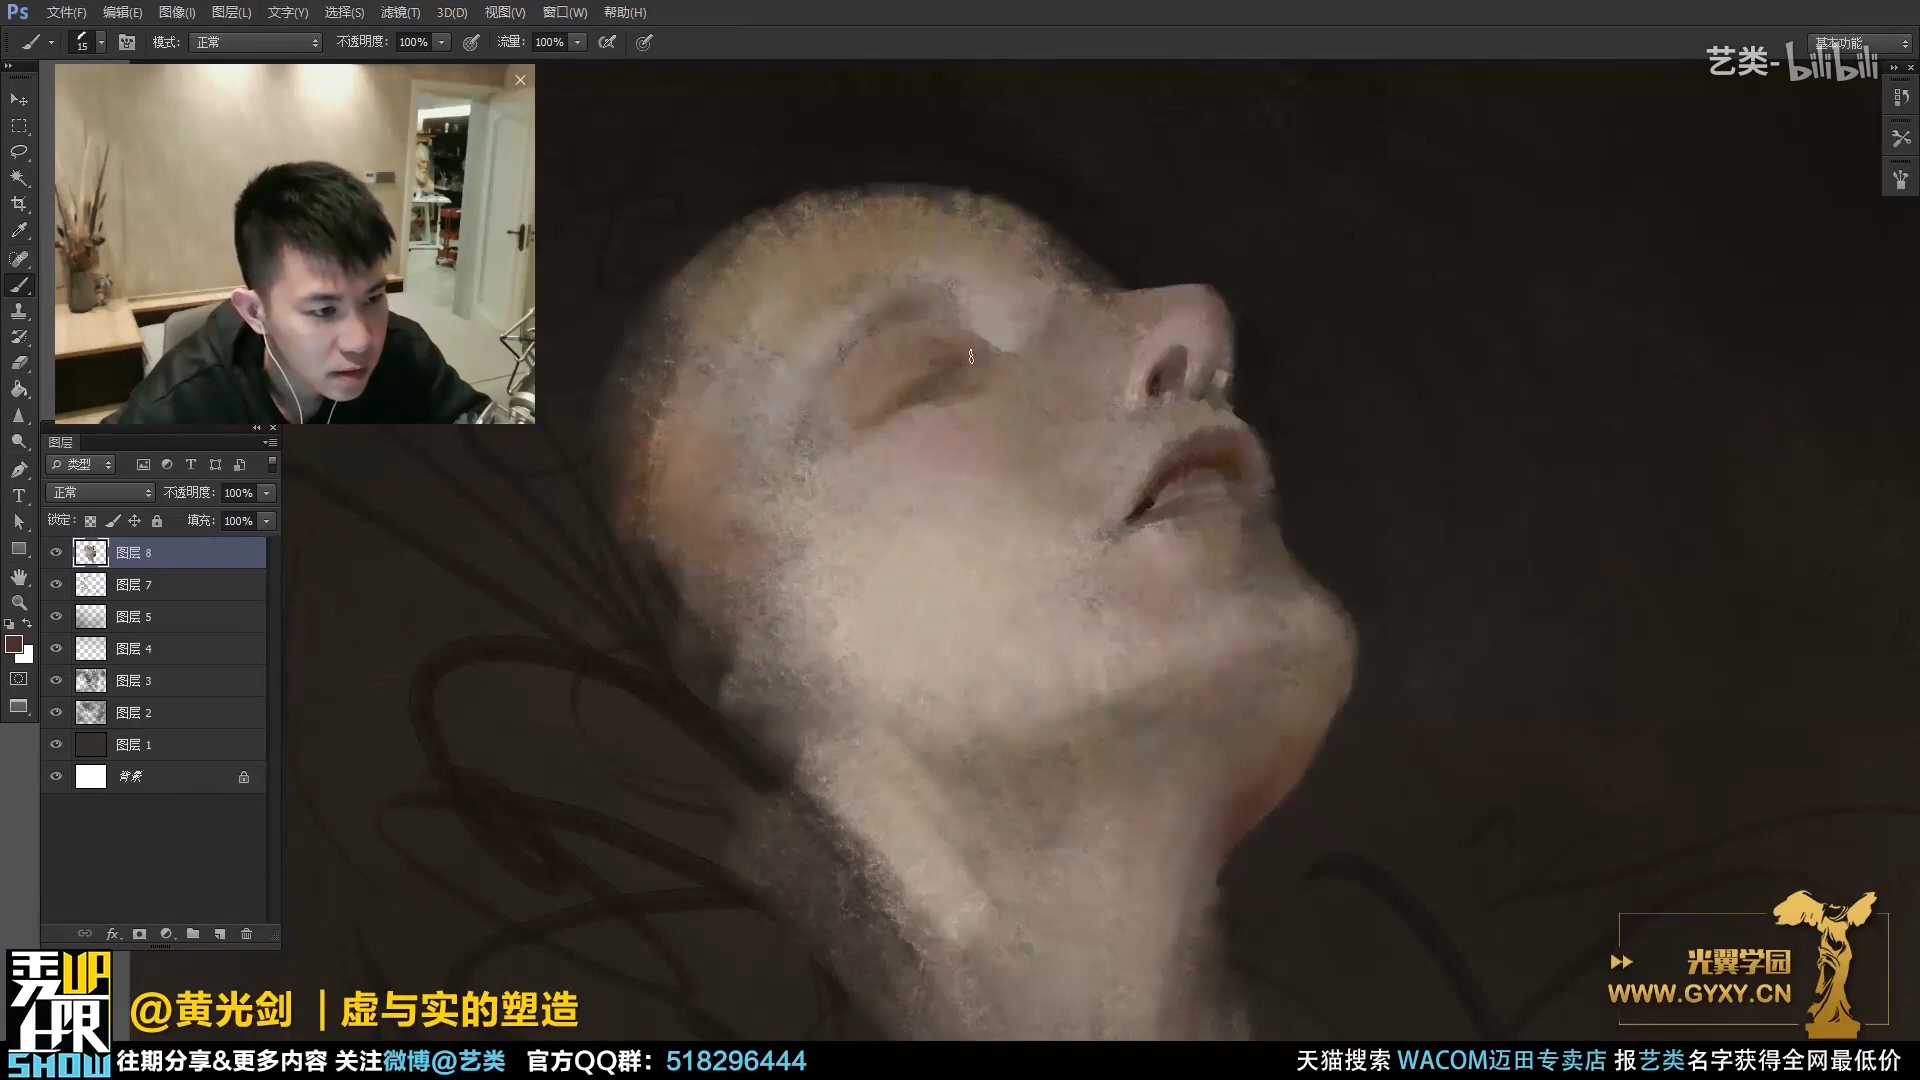 Ps 文件(F) 编辑(E) 图像(I) 图层(L) 文字(Y) 选择(S) 滤镜(T) 3D(D) 视图(V) 窗口(W) 帮助(H)
15 模式: 正常 不透明度: 100% 流量: 100% 基本功能
艺类-bilibili
图层
类型
正常 不透明度: 100%
锁定: 填充: 100%
图层 8
图层 7
图层 5
图层 4
图层 3
图层 2
图层 1
背景
fx
光翼学园
WWW.GYXY.CN
秀UP
SHOW
@黄光剑 | 虚与实的塑造
往期分享&更多内容 关注微博@艺类 官方QQ群: 518296444
天猫搜索 WACOM迈田专卖店 报艺类名字获得全网最低价